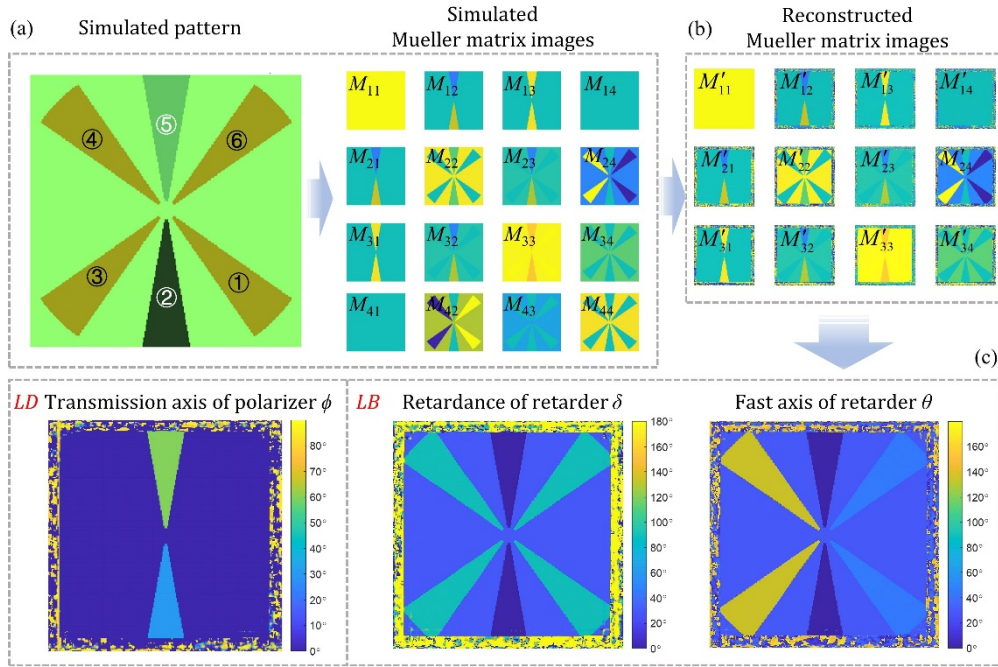 (a)
Simulated pattern
Simulated
Mueller matrix images
(b)
Reconstructed
Mueller matrix images
④
⑤
⑥
③
②
①
M11 M12 M13 M14
M21 M22 M23 M24
M31 M32 M33 M34
M41 M42 M43 M44
M′11 M′12 M′13 M′14
M′21 M′22 M′23 M′24
M′31 M′32 M′33 M′34
(c)
LD Transmission axis of polarizer ϕ
80°
70°
60°
50°
40°
30°
20°
10°
0°
LB Retardance of retarder δ
180°
160°
140°
120°
100°
80°
60°
40°
20°
0°
Fast axis of retarder θ
160°
140°
120°
100°
80°
60°
40°
20°
0°